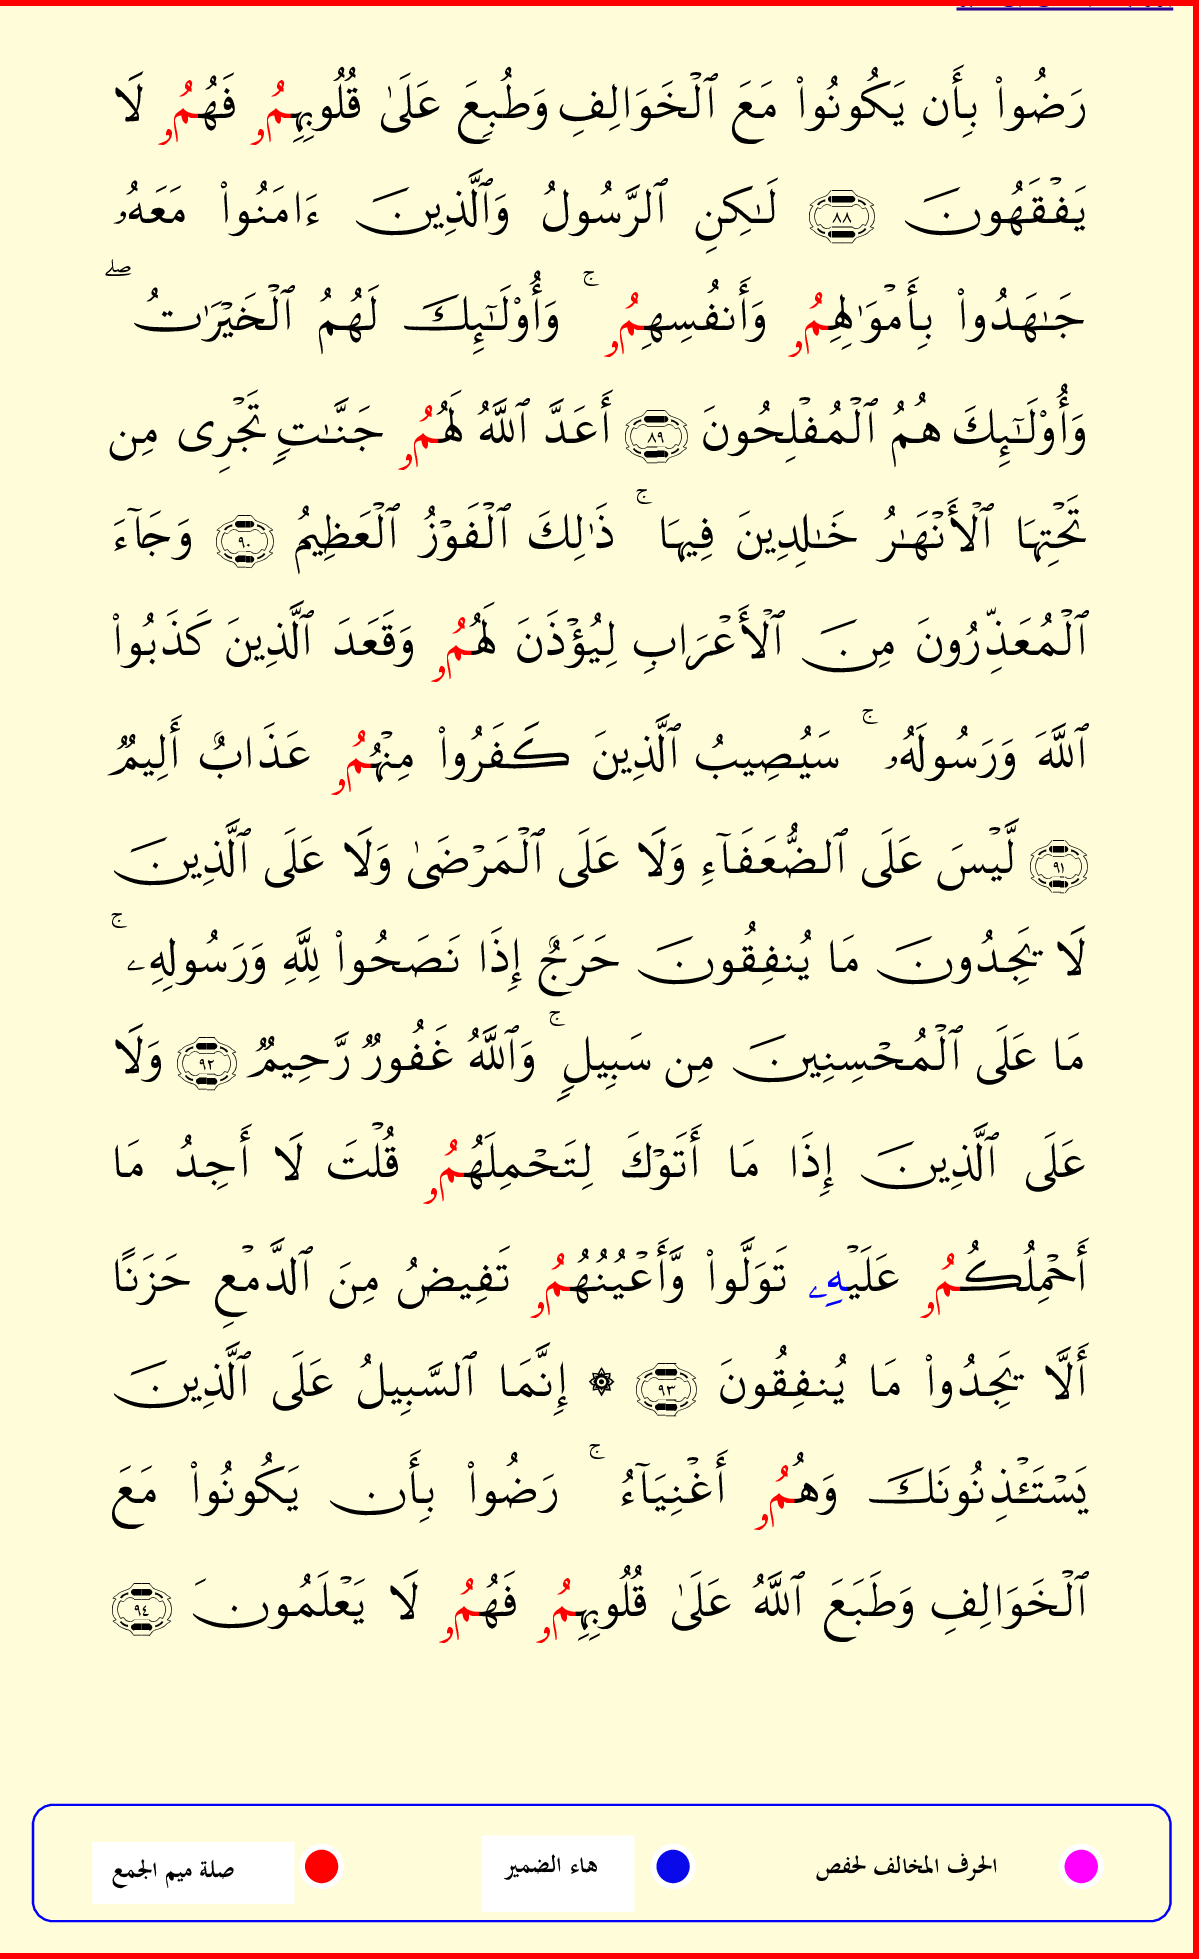 رَضُوا۟ بِأَن يَكُونُوا۟ مَعَ ٱلْخَوَالِفِ وَطُبِعَ عَلَىٰ قُلُوبِهِمُۥ فَهُمُۥ لَا
يَفْقَهُونَ ٨٨ لَـٰكِنِ ٱلرَّسُولُ وَٱلَّذِينَ ءَامَنُوا۟ مَعَهُۥ
جَـٰهَدُوا۟ بِأَمْوَٰلِهِمُۥ وَأَنفُسِهِمُۥ ۚ وَأُو۟لَـٰٓئِكَ لَهُمُ ٱلْخَيْرَٰتُ ۖ
وَأُو۟لَـٰٓئِكَ هُمُ ٱلْمُفْلِحُونَ ٨٩ أَعَدَّ ٱللَّهُ لَهُمُۥ جَنَّـٰتٍ تَجْرِى مِن
تَحْتِهَا ٱلْأَنْهَـٰرُ خَـٰلِدِينَ فِيهَا ۚ ذَٰلِكَ ٱلْفَوْزُ ٱلْعَظِيمُ ٩٠ وَجَآءَ
ٱلْمُعَذِّرُونَ مِنَ ٱلْأَعْرَابِ لِيُؤْذَنَ لَهُمُۥ وَقَعَدَ ٱلَّذِينَ كَذَبُوا۟
ٱللَّهَ وَرَسُولَهُۥ ۚ سَيُصِيبُ ٱلَّذِينَ كَفَرُوا۟ مِنْهُمُۥ عَذَابٌ أَلِيمٌ
٩١ لَّيْسَ عَلَى ٱلضُّعَفَآءِ وَلَا عَلَى ٱلْمَرْضَىٰ وَلَا عَلَى ٱلَّذِينَ
لَا يَجِدُونَ مَا يُنفِقُونَ حَرَجٌ إِذَا نَصَحُوا۟ لِلَّهِ وَرَسُولِهِۦ ۚ
مَا عَلَى ٱلْمُحْسِنِينَ مِن سَبِيلٍ ۚ وَٱللَّهُ غَفُورٌ رَّحِيمٌ ٩٢ وَلَا
عَلَى ٱلَّذِينَ إِذَا مَا أَتَوْكَ لِتَحْمِلَهُمُۥ قُلْتَ لَا أَجِدُ مَا
أَحْمِلُكُمُۥ عَلَيْهِۦ تَوَلَّوا۟ وَّأَعْيُنُهُمُۥ تَفِيضُ مِنَ ٱلدَّمْعِ حَزَنًا
أَلَّا يَجِدُوا۟ مَا يُنفِقُونَ ٩٣ ۞ إِنَّمَا ٱلسَّبِيلُ عَلَى ٱلَّذِينَ
يَسْتَـْٔذِنُونَكَ وَهُمُۥ أَغْنِيَآءُ ۚ رَضُوا۟ بِأَن يَكُونُوا۟ مَعَ
ٱلْخَوَالِفِ وَطَبَعَ ٱللَّهُ عَلَىٰ قُلُوبِهِمُۥ فَهُمُۥ لَا يَعْلَمُونَ ٩٤
الحرف المخالف لحفص هاء الضمير صلة ميم الجمع